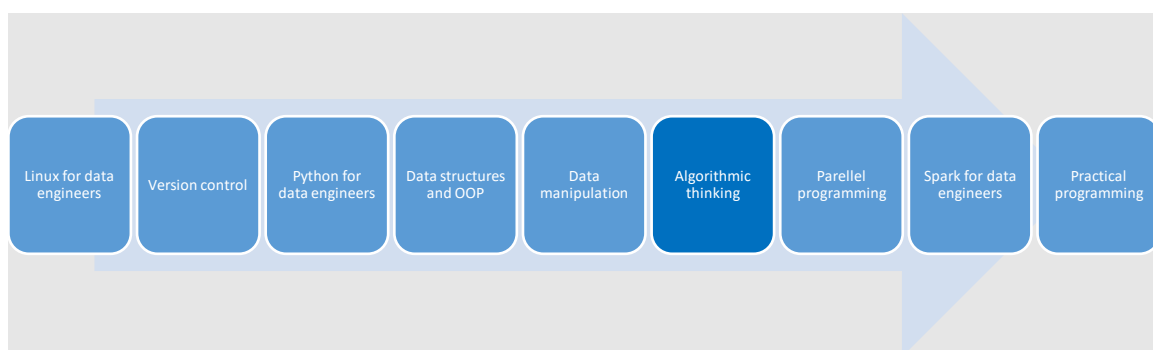 Linux for data
engineers
Version control
Python for
data engineers
Data structures
and OOP
Data
manipulation
Algorithmic
thinking
Parellel
programming
Spark for data
engineers
Practical
programming